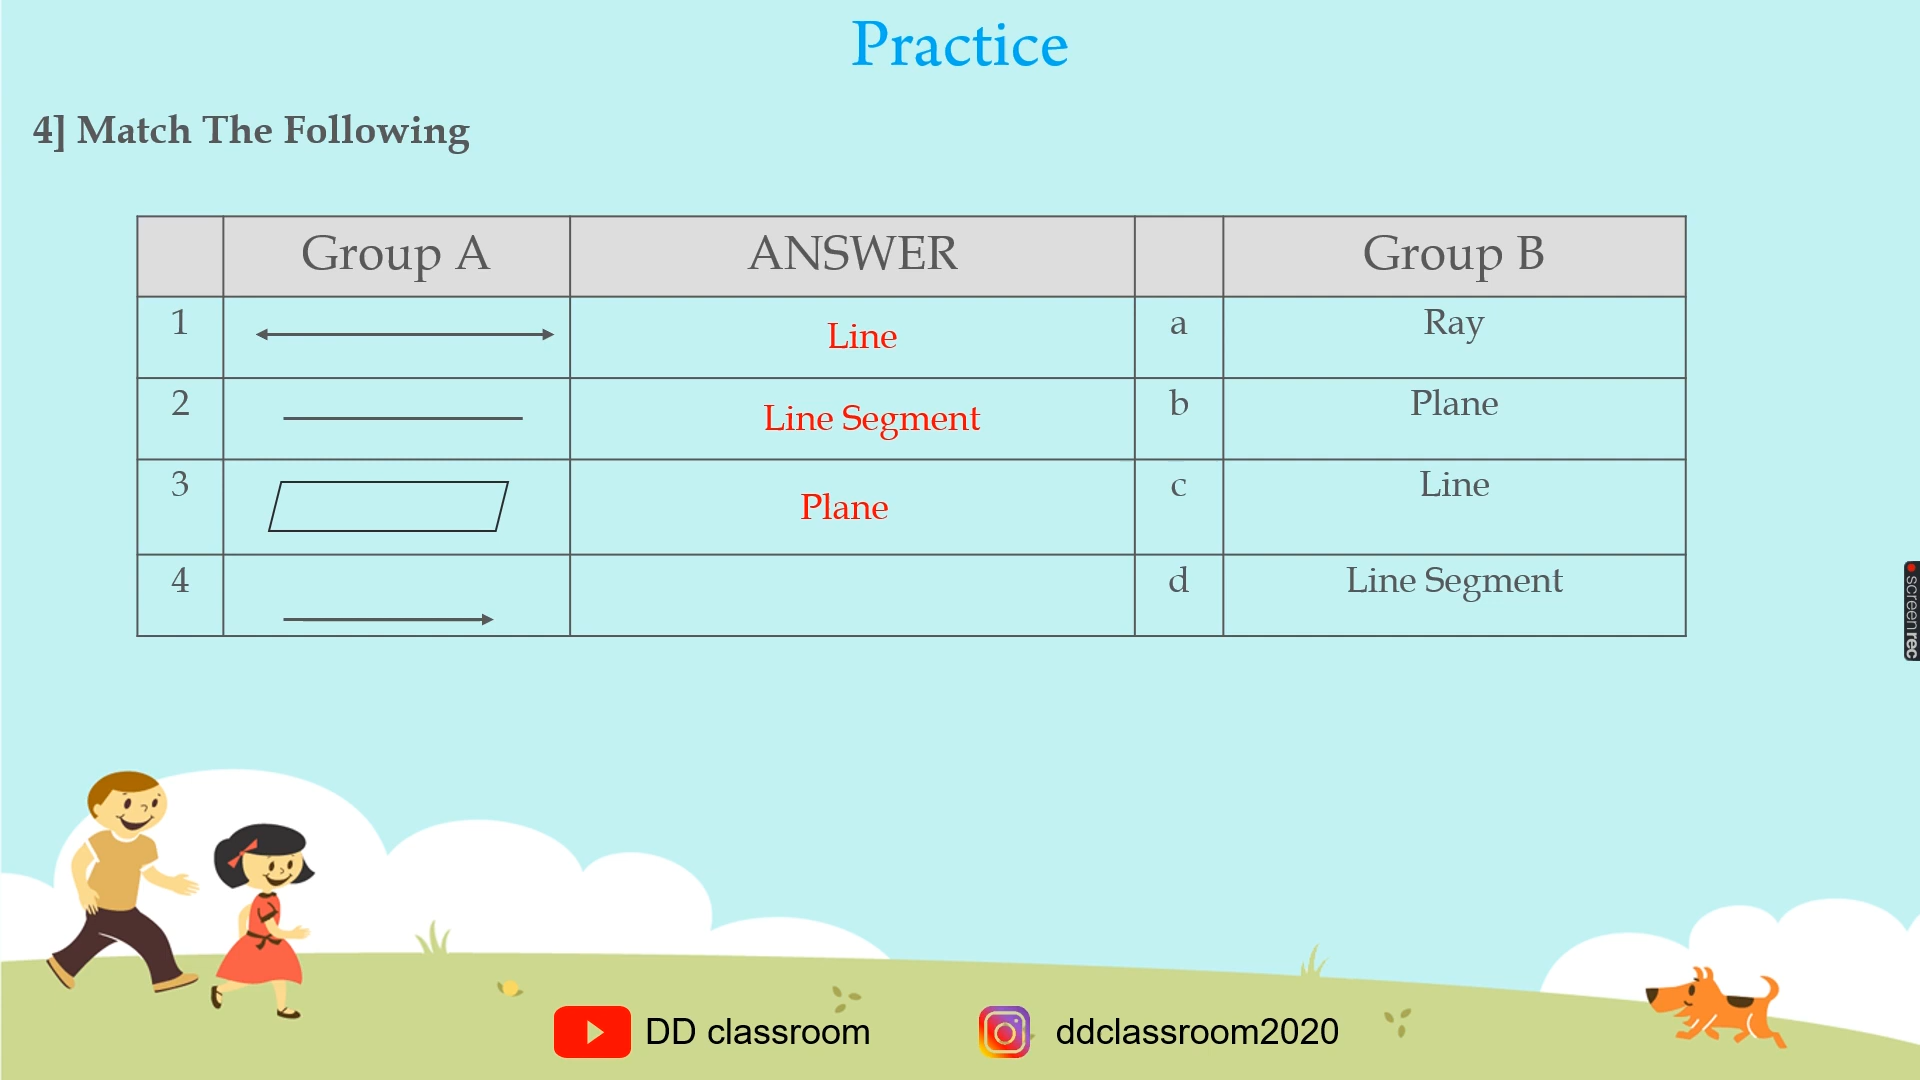 Practice
4] Match The Following
Group A ANSWER Group B
1 Line a Ray
2 Line Segment b Plane
3 Plane c Line
4 d Line Segment
screenrec
DD classroom ddclassroom2020